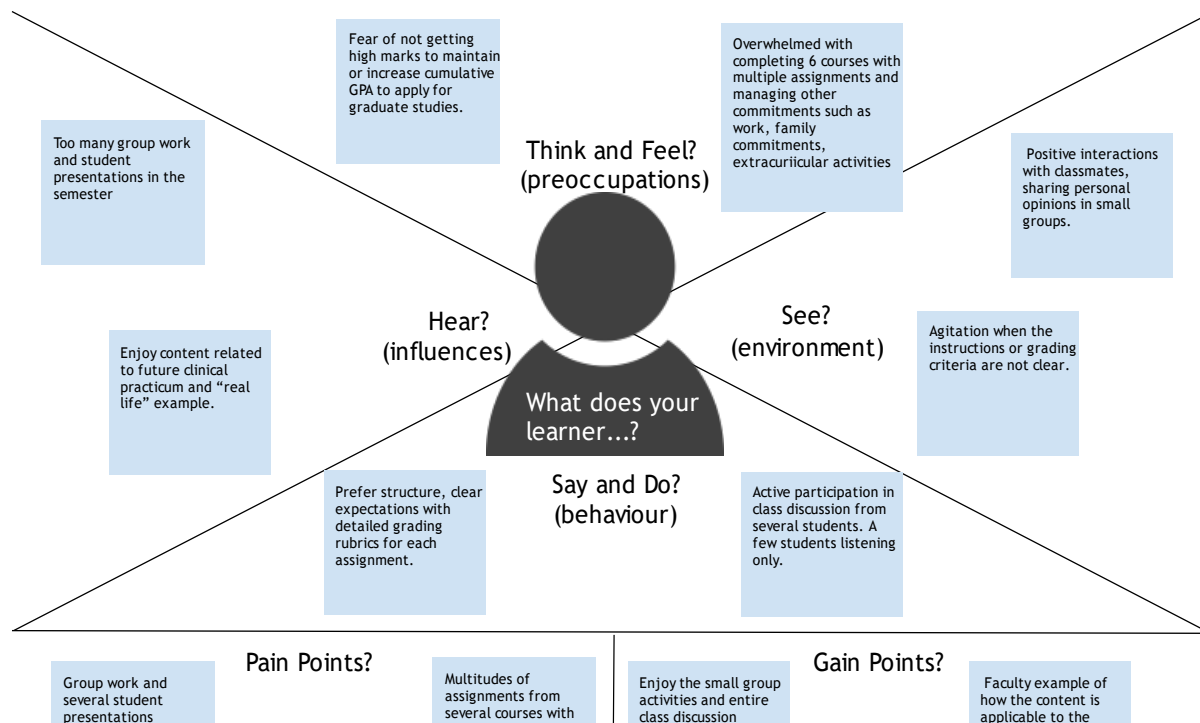 Fear of not getting
high marks to maintain
or increase cumulative
GPA to apply for
graduate studies.
Overwhelmed with
completing 6 courses with
multiple assignments and
managing other
commitments such as
work, family
commitments,
extracuriicular activities
Too many group work
and student
presentations in the
semester
Think and Feel?
(preoccupations)
Positive interactions
with classmates,
sharing personal
opinions in small
groups.
Hear?
(influences)
See?
(environment)
Enjoy content related
to future clinical
practicum and “real
life” example.
Agitation when the
instructions or grading
criteria are not clear.
What does your
learner...?
Prefer structure, clear
expectations with
detailed grading
rubrics for each
assignment.
Say and Do?
(behaviour)
Active participation in
class discussion from
several students. A
few students listening
only.
Pain Points?
Group work and
several student
presentations
Multitudes of
assignments from
several courses with
Gain Points?
Enjoy the small group
activities and entire
class discussion
Faculty example of
how the content is
applicable to the